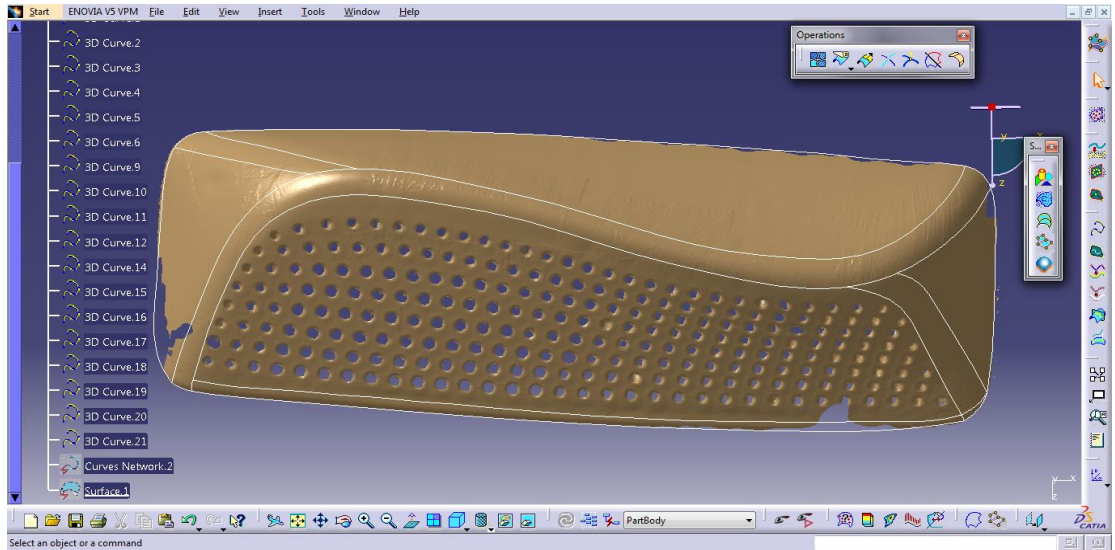 Start ENOVIA V5 VPM File Edit View Insert Tools Window Help
3D Curve.2
3D Curve.3
3D Curve.4
3D Curve.5
3D Curve.6
3D Curve.9
3D Curve.10
3D Curve.11
3D Curve.12
3D Curve.14
3D Curve.15
3D Curve.16
3D Curve.17
3D Curve.18
3D Curve.19
3D Curve.20
3D Curve.21
Curves Network.2
Surface.1
Operations
S...
y
z
y x
z
PartBody
CATIA
Select an object or a command